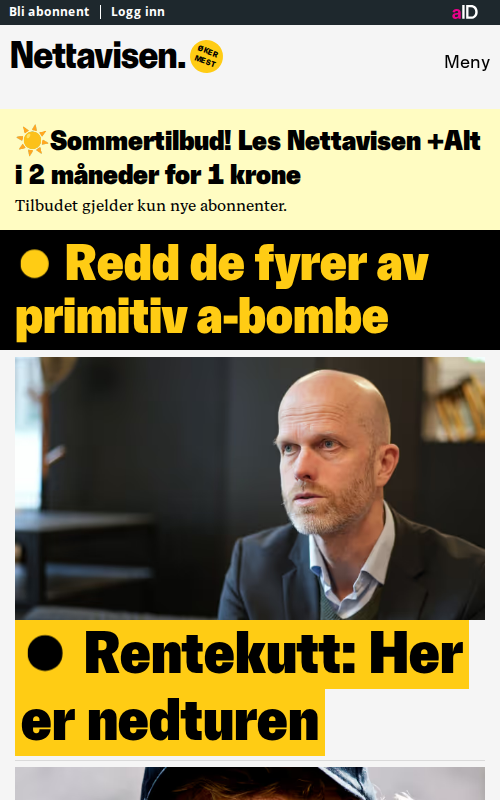 Bli abonnent | Logg inn
aID
Nettavisen.
ØKER
MEST
Meny
☀️Sommertilbud! Les Nettavisen +Alt
i 2 måneder for 1 krone
Tilbudet gjelder kun nye abonnenter.
● Redd de fyrer av
primitiv a-bombe
● Rentekutt: Her
er nedturen